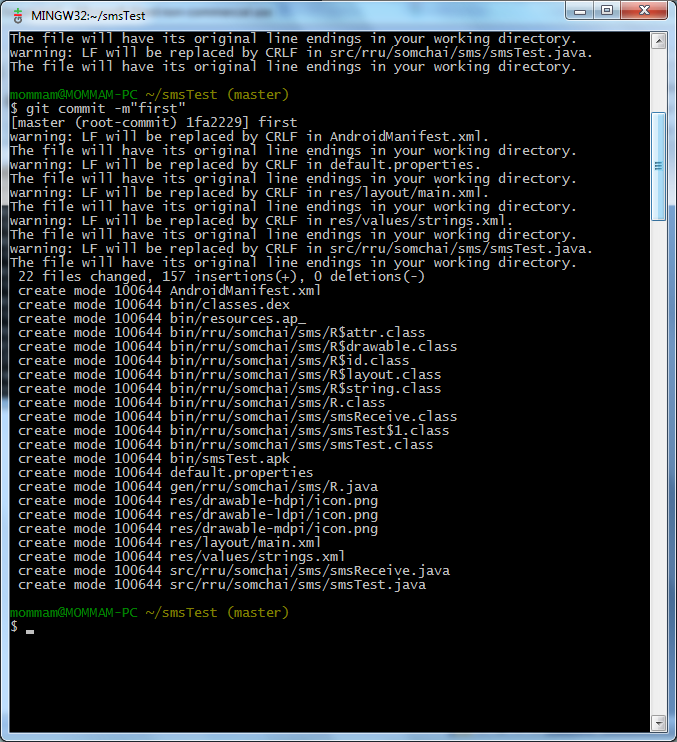 MINGW32:~/smsTest
The file will have its original line endings in your working directory.
warning: LF will be replaced by CRLF in src/rru/somchai/sms/smsTest.java.
The file will have its original line endings in your working directory.
mommam@MOMMAM-PC ~/smsTest (master)
$ git commit -m"first"
[master (root-commit) 1fa2229] first
warning: LF will be replaced by CRLF in AndroidManifest.xml.
The file will have its original line endings in your working directory.
warning: LF will be replaced by CRLF in default.properties.
The file will have its original line endings in your working directory.
warning: LF will be replaced by CRLF in res/layout/main.xml.
The file will have its original line endings in your working directory.
warning: LF will be replaced by CRLF in res/values/strings.xml.
The file will have its original line endings in your working directory.
warning: LF will be replaced by CRLF in src/rru/somchai/sms/smsTest.java.
The file will have its original line endings in your working directory.
 22 files changed, 157 insertions(+), 0 deletions(-)
 create mode 100644 AndroidManifest.xml
 create mode 100644 bin/classes.dex
 create mode 100644 bin/resources.ap_
 create mode 100644 bin/rru/somchai/sms/R$attr.class
 create mode 100644 bin/rru/somchai/sms/R$drawable.class
 create mode 100644 bin/rru/somchai/sms/R$id.class
 create mode 100644 bin/rru/somchai/sms/R$layout.class
 create mode 100644 bin/rru/somchai/sms/R$string.class
 create mode 100644 bin/rru/somchai/sms/R.class
 create mode 100644 bin/rru/somchai/sms/smsReceive.class
 create mode 100644 bin/rru/somchai/sms/smsTest$1.class
 create mode 100644 bin/rru/somchai/sms/smsTest.class
 create mode 100644 bin/smsTest.apk
 create mode 100644 default.properties
 create mode 100644 gen/rru/somchai/sms/R.java
 create mode 100644 res/drawable-hdpi/icon.png
 create mode 100644 res/drawable-ldpi/icon.png
 create mode 100644 res/drawable-mdpi/icon.png
 create mode 100644 res/layout/main.xml
 create mode 100644 res/values/strings.xml
 create mode 100644 src/rru/somchai/sms/smsReceive.java
 create mode 100644 src/rru/somchai/sms/smsTest.java
mommam@MOMMAM-PC ~/smsTest (master)
$